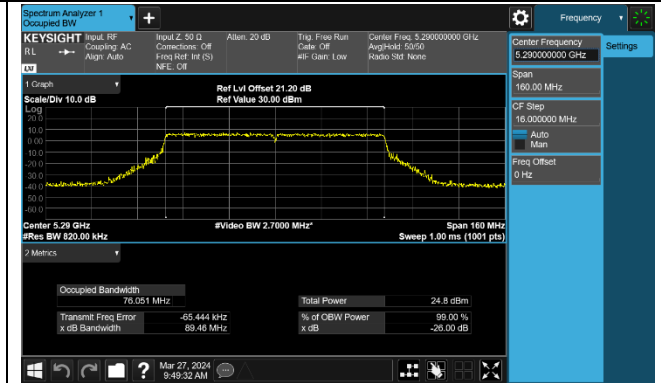 Spectrum Analyzer 1
Occupied BW
+
Frequency
KEYSIGHT Input: RF
RL
Coupling: AC
Align: Auto
Input Z: 50 Ω
Corrections: Off
Freq Ref: Int (S)
NFE: Off
Atten: 20 dB
Trig: Free Run
Gate: Off
#IF Gain: Low
Center Freq: 5.290000000 GHz
Avg|Hold: 50/50
Radio Std: None
LXI
Center Frequency
5.290000000 GHz
Settings
Span
160.00 MHz
CF Step
16.000000 MHz
Auto
Man
Freq Offset
0 Hz
1 Graph
Scale/Div 10.0 dB
Ref Lvl Offset 21.20 dB
Ref Value 30.00 dBm
Log
20.0
10.0
0.00
-10.0
-20.0
-30.0
-40.0
-50.0
-60.0
Center 5.29 GHz
#Video BW 2.7000 MHz*
Span 160 MHz
#Res BW 820.00 kHz
Sweep 1.00 ms (1001 pts)
2 Metrics
Occupied Bandwidth
76.051 MHz
Total Power 24.8 dBm
Transmit Freq Error -65.444 kHz
% of OBW Power 99.00 %
x dB Bandwidth 89.46 MHz
x dB -26.00 dB
?
Mar 27, 2024
9:49:32 AM